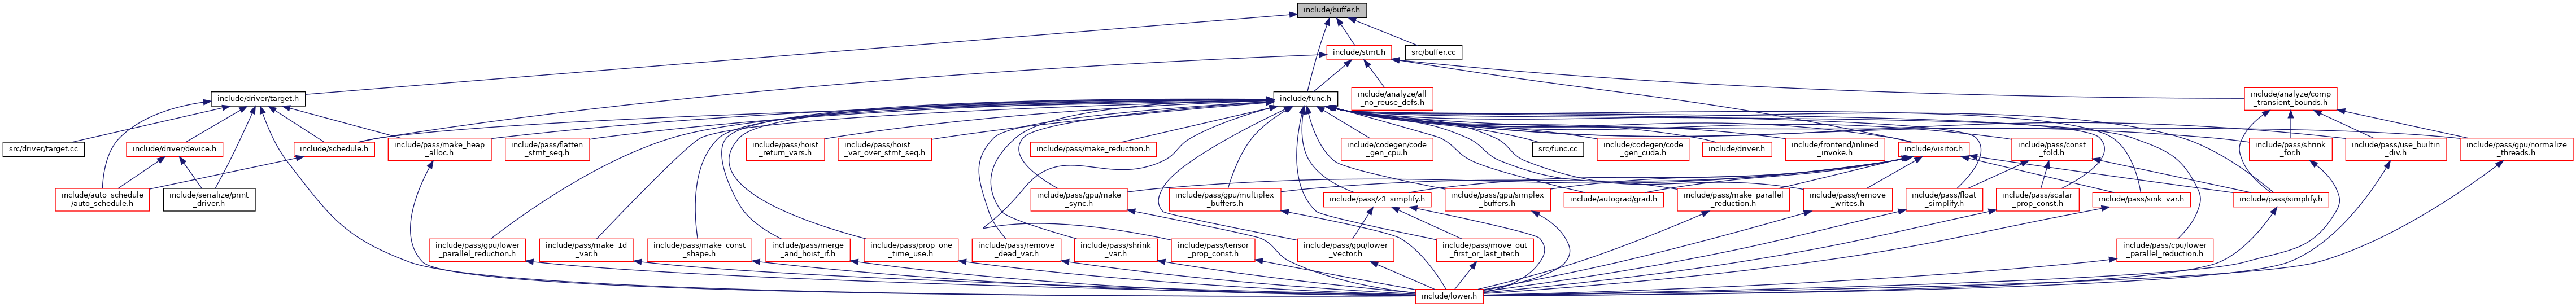 include/buffer.h
include/stmt.h
src/buffer.cc
include/driver/target.h
include/func.h
include/analyze/all
_no_reuse_defs.h
include/analyze/comp
_transient_bounds.h
src/driver/target.cc
include/driver/device.h
include/schedule.h
include/pass/make_heap
_alloc.h
include/pass/flatten
_stmt_seq.h
include/pass/hoist
_return_vars.h
include/pass/hoist
_var_over_stmt_seq.h
include/pass/make_reduction.h
include/codegen/code
_gen_cpu.h
src/func.cc
include/codegen/code
_gen_cuda.h
include/driver.h
include/frontend/inlined
_invoke.h
include/visitor.h
include/pass/const
_fold.h
include/pass/shrink
_for.h
include/pass/use_builtin
_div.h
include/pass/gpu/normalize
_threads.h
include/auto_schedule
/auto_schedule.h
include/serialize/print
_driver.h
include/pass/gpu/make
_sync.h
include/pass/gpu/multiplex
_buffers.h
include/pass/z3_simplify.h
include/pass/gpu/simplex
_buffers.h
include/autograd/grad.h
include/pass/make_parallel
_reduction.h
include/pass/remove
_writes.h
include/pass/float
_simplify.h
include/pass/scalar
_prop_const.h
include/pass/sink_var.h
include/pass/simplify.h
include/pass/gpu/lower
_parallel_reduction.h
include/pass/make_1d
_var.h
include/pass/make_const
_shape.h
include/pass/merge
_and_hoist_if.h
include/pass/prop_one
_time_use.h
include/pass/remove
_dead_var.h
include/pass/shrink
_var.h
include/pass/tensor
_prop_const.h
include/pass/gpu/lower
_vector.h
include/pass/move_out
_first_or_last_iter.h
include/pass/cpu/lower
_parallel_reduction.h
include/lower.h